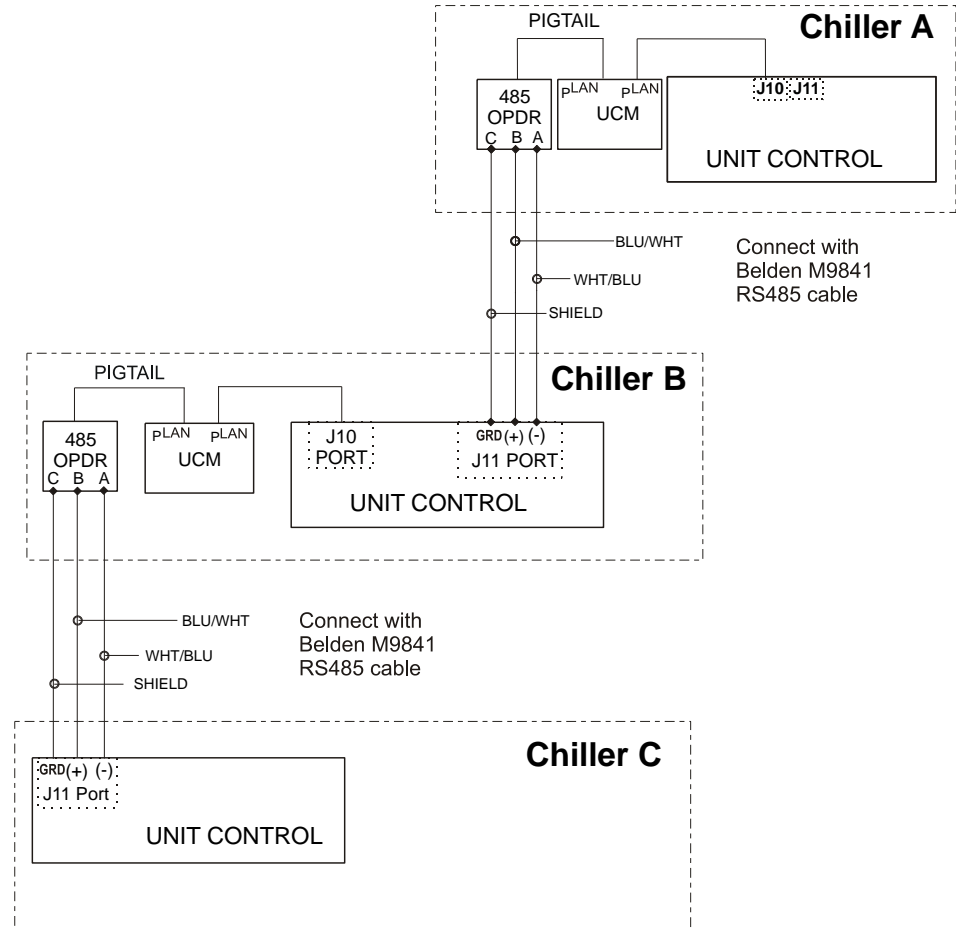 PIGTAIL
Chiller A
485
OPDR
C B A
pLAN pLAN
UCM
J10 J11
UNIT CONTROL
BLU/WHT
WHT/BLU
SHIELD
Connect with
Belden M9841
RS485 cable
PIGTAIL
Chiller B
485
OPDR
C B A
pLAN pLAN
UCM
J10
PORT
GRD (+) (-)
J11 PORT
UNIT CONTROL
BLU/WHT
WHT/BLU
SHIELD
Connect with
Belden M9841
RS485 cable
Chiller C
GRD (+) (-)
J11 Port
UNIT CONTROL